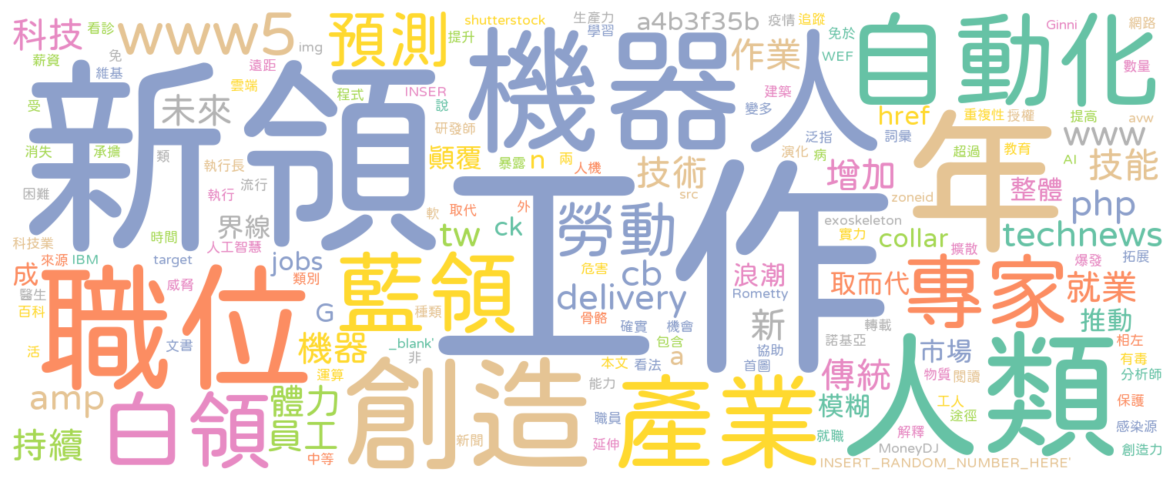 科技
看診
www5
img
預測
shutterstock
提升
生產力
學習
a4b3f35b
疫情
追蹤
免於
WEF
自動化
Ginni
網路
數量
薪資
免
維基
遠距
雲端
程式
INSER
說
作業
變多
建築
泛指
href
詞彙
重複性
授權
提高
avw
www
受
新領
未來
機器人
年
研發師
消失
承擔
類
執行長
流行
執行
顛覆
暴露
n
兩
人機
技術
src
演化
病
增加
超過
教育
AI
技能
整體
困難
界線
軟
取代
外
工作
勞動
zoneid
exoskeleton
實力
php
科技業
時間
人工智慧
tw
ck
collar
擴散
technews
來源
IBM
target
jobs
類別
藍領
危害
cb
浪潮
Rometty
取而代
專家
爆發
拓展
就業
成
職位
威脅
醫生
百科
G
種類
骨骼
delivery
確實
機會
新
轉載
推動
活
文書
機器
_blank'
非
包含
a
協助
諾基亞
市場
人類
相左
運算
本文
看法
首圖
傳統
物質
閱讀
有毒
分析師
amp
白領
體力
創造
能力
產業
模糊
工人
途徑
保護
持續
員工
職員
就職
解釋
感染源
中等
新聞
延伸
MoneyDJ
創造力
INSERT_RANDOM_NUMBER_HERE'